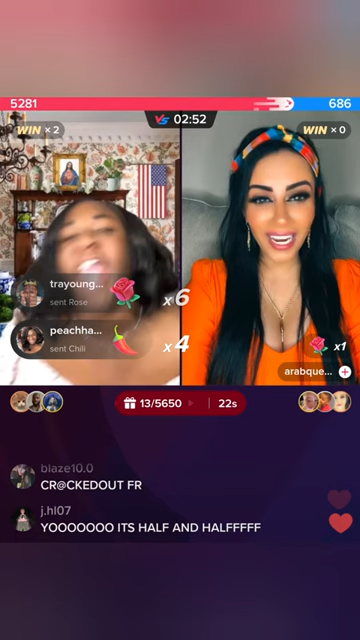 5281
686
WIN × 2
VS 02:52
WIN × 0
trayoung...
sent Rose
x6
peachha...
sent Chili
x4
x1
arabque...
13/5650
22s
blaze10.0
CR@CKEDOUT FR
j.hl07
YOOOOOOO ITS HALF AND HALFFFFF